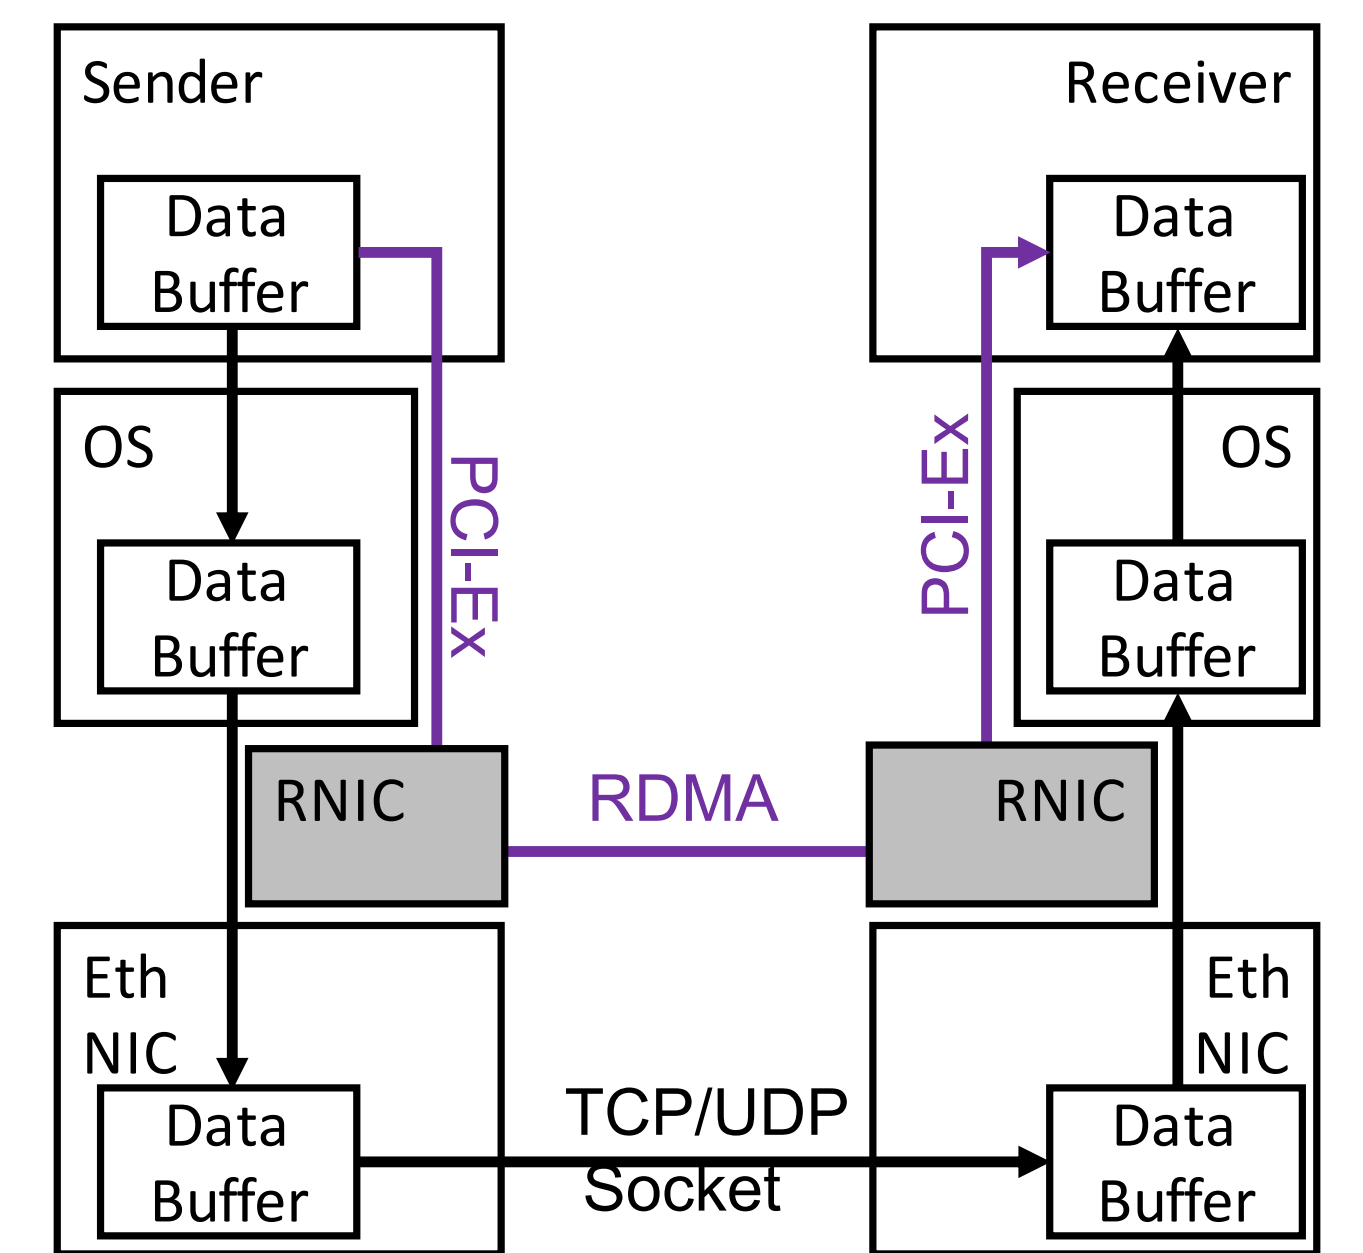 Sender
Receiver
Data
Buffer
Data
Buffer
OS
PCI-Ex
PCI-Ex
OS
Data
Buffer
Data
Buffer
RNIC
RDMA
RNIC
Eth
NIC
Eth
NIC
Data
Buffer
TCP/UDP
Socket
Data
Buffer